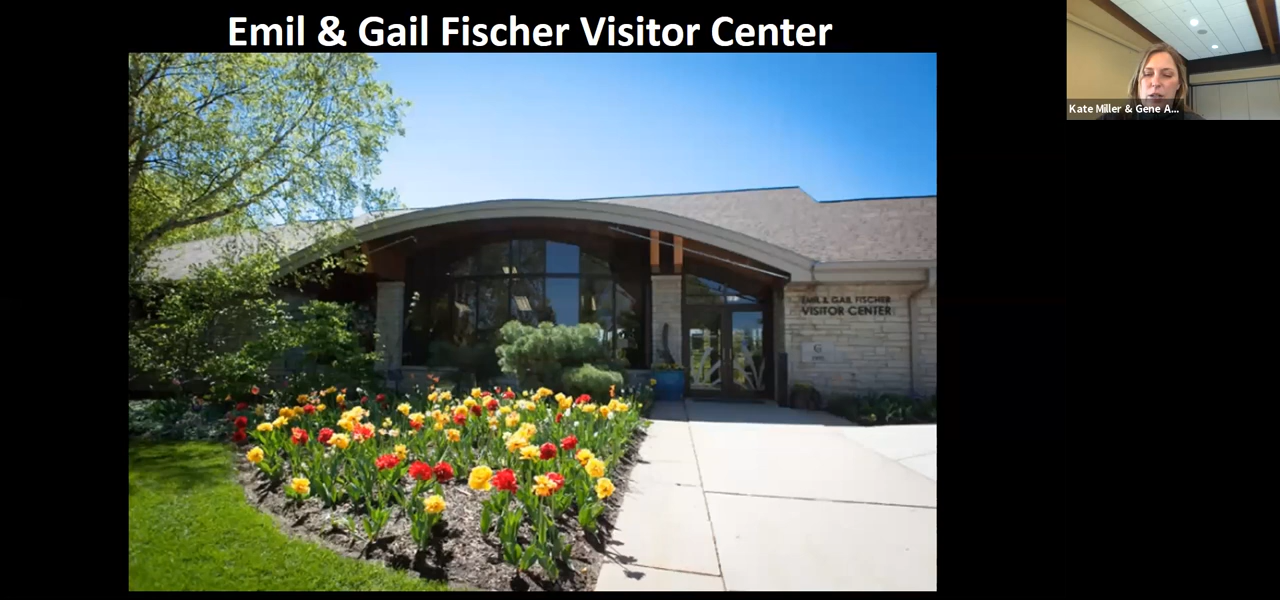 Emil & Gail Fischer Visitor Center
Kate Miller & Gene A...
EMIL & GAIL FISCHER
VISITOR CENTER